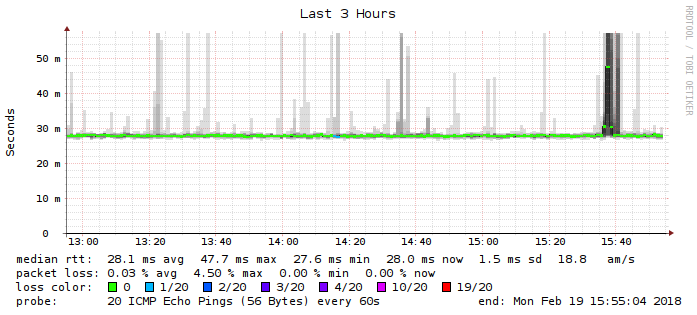 Last 3 Hours
RRDTOOL / TOBI OETIKER
Seconds
50 m
40 m
30 m
20 m
10 m
0
13:00 13:20 13:40 14:00 14:20 14:40 15:00 15:20 15:40
median rtt: 28.1 ms avg 47.7 ms max 27.6 ms min 28.0 ms now 1.5 ms sd 18.8 am/s
packet loss: 0.03 % avg 4.50 % max 0.00 % min 0.00 % now
loss color: 0 1/20 2/20 3/20 4/20 10/20 19/20
probe: 20 ICMP Echo Pings (56 Bytes) every 60s end: Mon Feb 19 15:55:04 2018